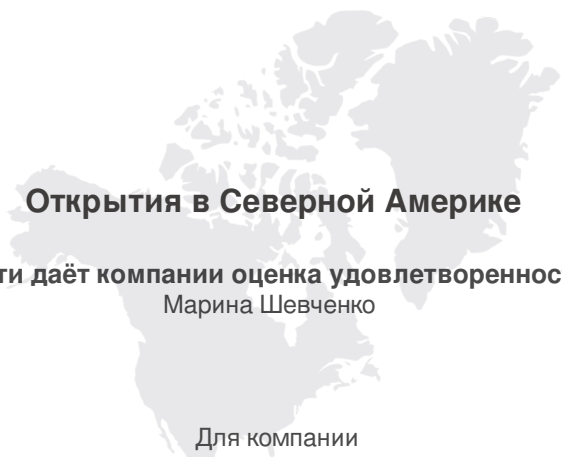 Открытия в Северной Америке
ти даёт компании оценка удовлетвореннос
Марина Шевченко
Для компании